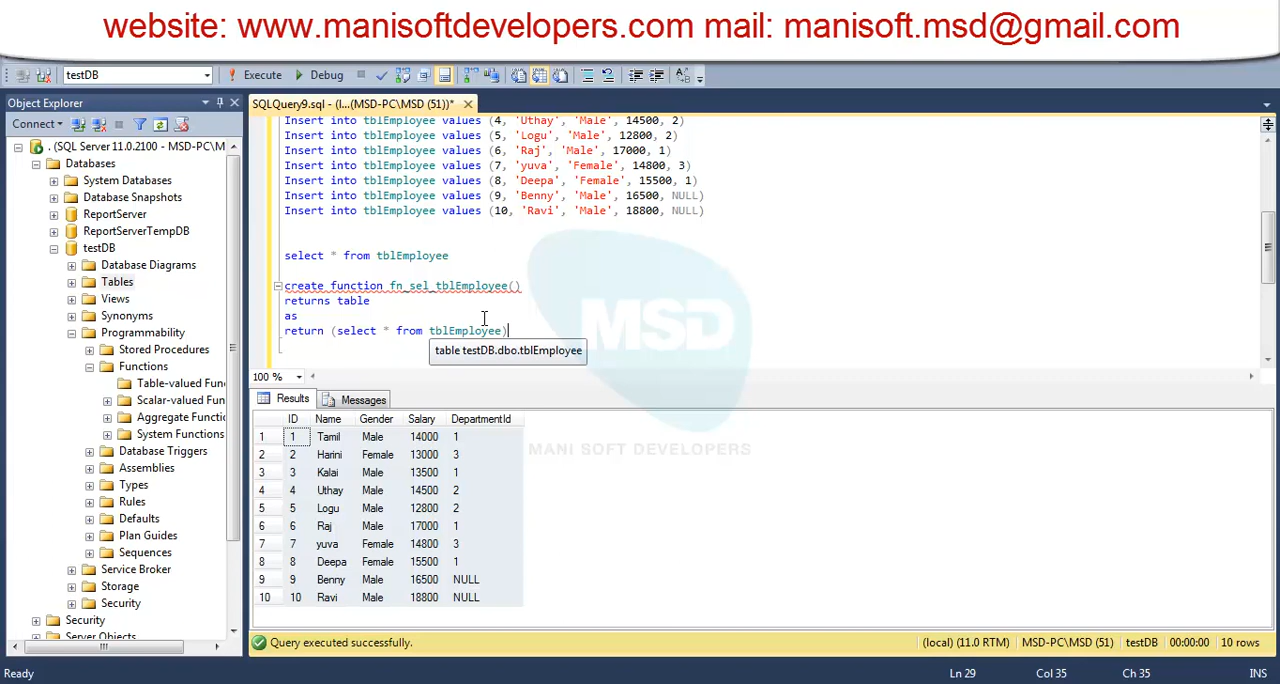 website: www.manisoftdevelopers.com mail: manisoft.msd@gmail.com
testDB
Execute
Debug
Object Explorer
SQLQuery9.sql - (l...(MSD-PC\MSD (51))*
Connect
. (SQL Server 11.0.2100 - MSD-PC\M
Databases
System Databases
Database Snapshots
ReportServer
ReportServerTempDB
testDB
Database Diagrams
Tables
Views
Synonyms
Programmability
Stored Procedures
Functions
Table-valued Fun
Scalar-valued Fun
Aggregate Functi
System Functions
Database Triggers
Assemblies
Types
Rules
Defaults
Plan Guides
Sequences
Service Broker
Storage
Security
Security
Server Objects
Insert into tblEmployee values (4, 'Uthay', 'Male', 14500, 2)
Insert into tblEmployee values (5, 'Logu', 'Male', 12800, 2)
Insert into tblEmployee values (6, 'Raj', 'Male', 17000, 1)
Insert into tblEmployee values (7, 'yuva', 'Female', 14800, 3)
Insert into tblEmployee values (8, 'Deepa', 'Female', 15500, 1)
Insert into tblEmployee values (9, 'Benny', 'Male', 16500, NULL)
Insert into tblEmployee values (10, 'Ravi', 'Male', 18800, NULL)
select * from tblEmployee
create function fn_sel_tblEmployee()
returns table
as
return (select * from tblEmployee)
table testDB.dbo.tblEmployee
MSD
MANI SOFT DEVELOPERS
100 %
Results Messages
ID Name Gender Salary DepartmentId
1 1 Tamil Male 14000 1
2 2 Harini Female 13000 3
3 3 Kalai Male 13500 1
4 4 Uthay Male 14500 2
5 5 Logu Male 12800 2
6 6 Raj Male 17000 1
7 7 yuva Female 14800 3
8 8 Deepa Female 15500 1
9 9 Benny Male 16500 NULL
10 10 Ravi Male 18800 NULL
Query executed successfully.
(local) (11.0 RTM) MSD-PC\MSD (51) testDB 00:00:00 10 rows
Ready
Ln 29 Col 35 Ch 35 INS